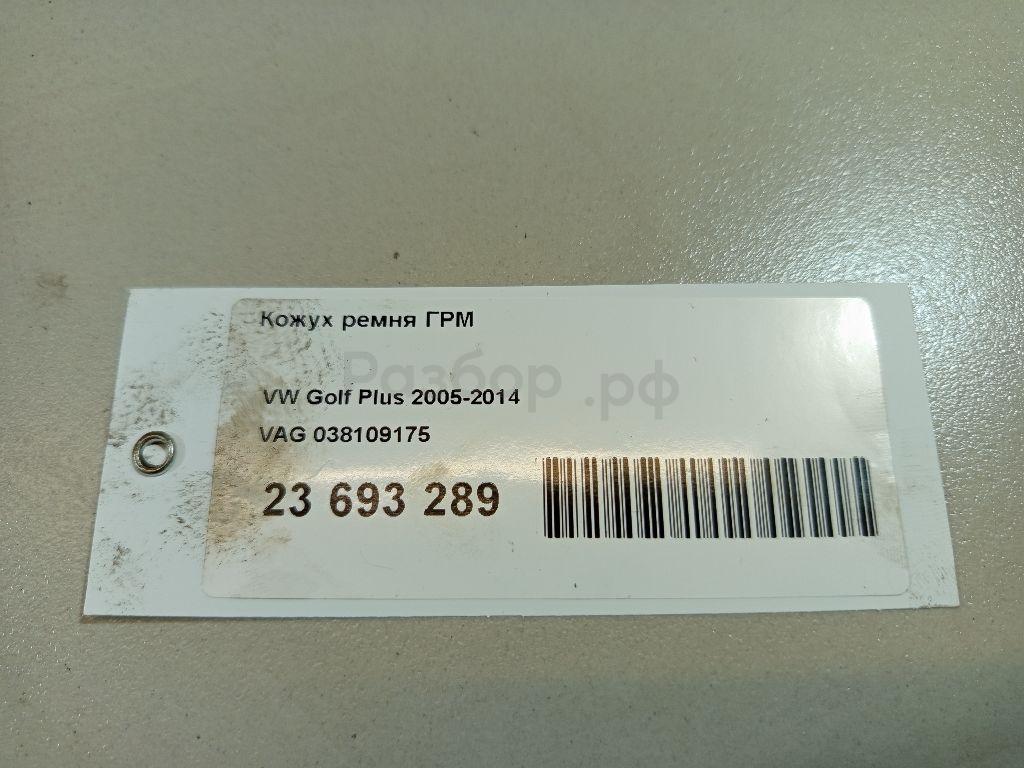 Кожух ремня ГРМ
Разбор.рф
VW Golf Plus 2005-2014
VAG 038109175
23 693 289